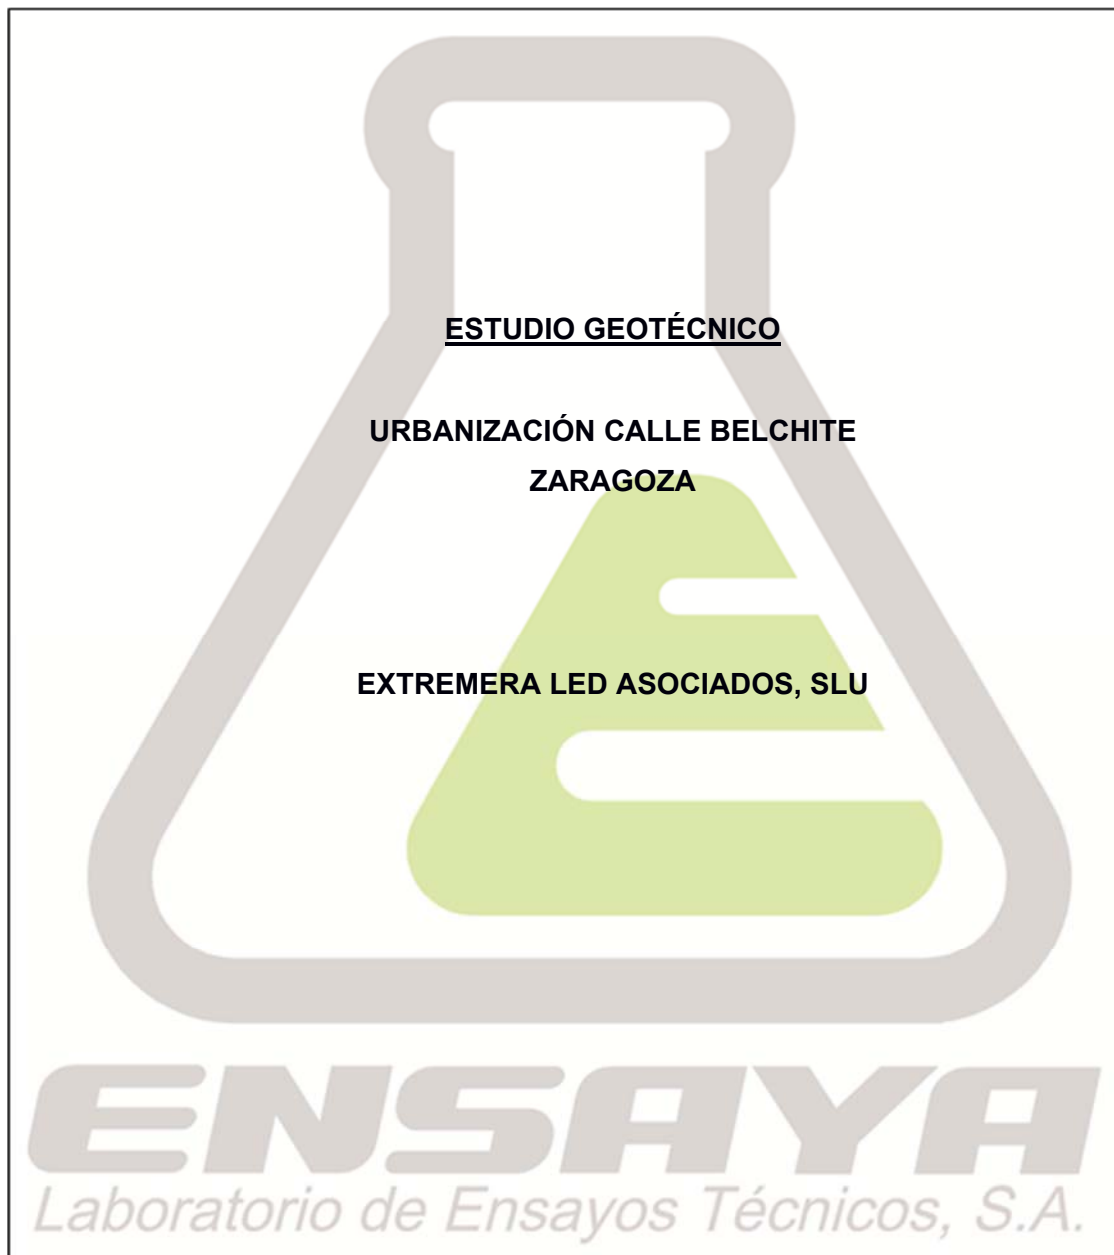 ESTUDIO GEOTÉCNICO
URBANIZACIÓN CALLE BELCHITE
ZARAGOZA
EXTREMERA LED ASOCIADOS, SLU
ENSAYA
Laboratorio de Ensayos Técnicos, S.A.